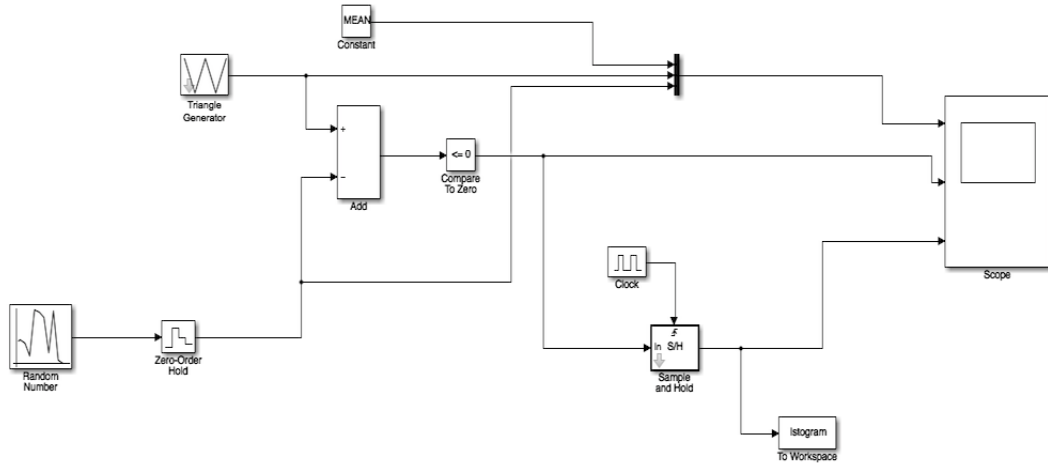 MEAN
Constant
Triangle
Generator
+
−
Add
<= 0
Compare
To Zero
Scope
Clock
In S/H
Sample
and Hold
Random
Number
Zero-Order
Hold
Istogram
To Workspace